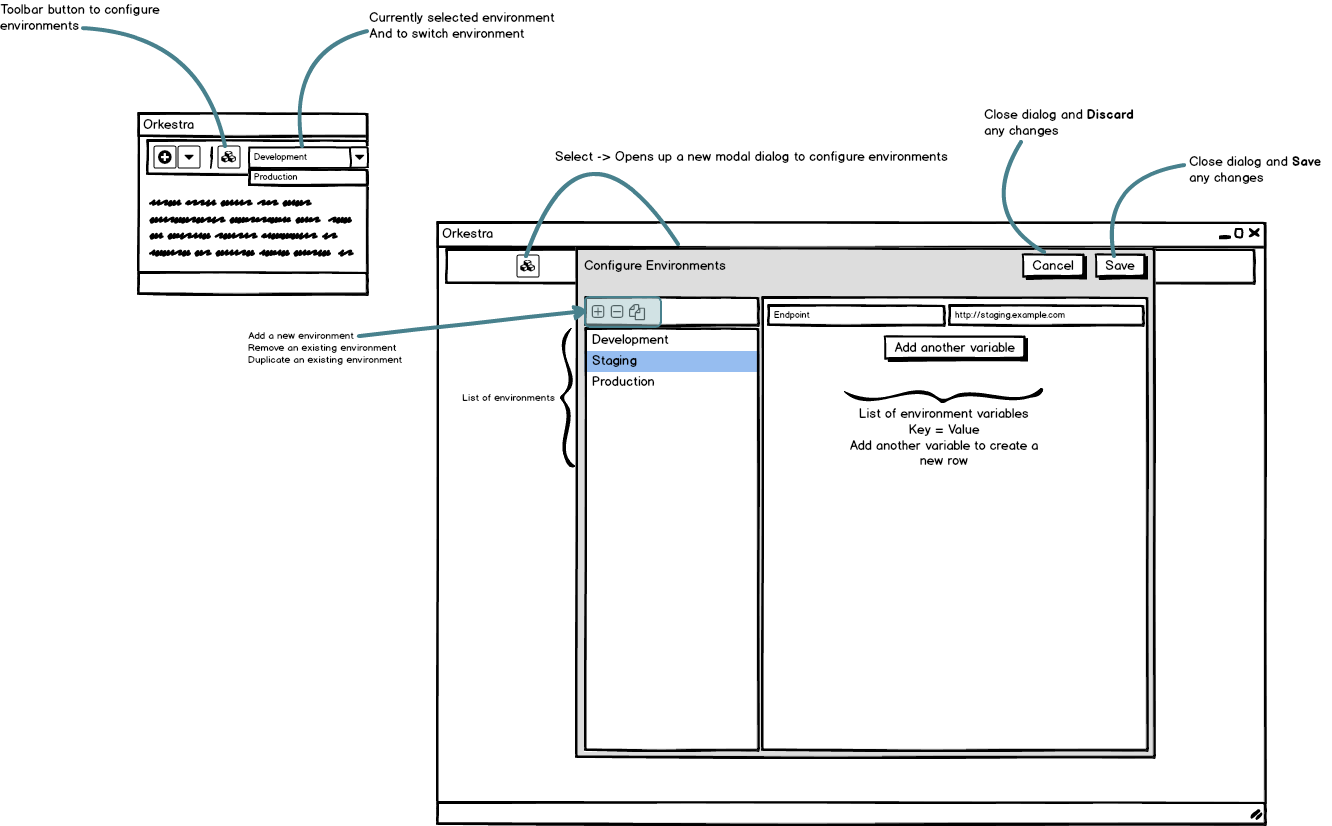 Toolbar button to configure
environments
Currently selected environment
And to switch environment
Orkestra
Development
Production
Select -> Opens up a new modal dialog to configure environments
Close dialog and Discard
any changes
Close dialog and Save
any changes
Orkestra
Configure Environments
Cancel
Save
Add a new environment
Remove an existing environment
Duplicate an existing environment
List of environments
Development
Staging
Production
Endpoint
http://staging.example.com
Add another variable
List of environment variables
Key = Value
Add another variable to create a
new row